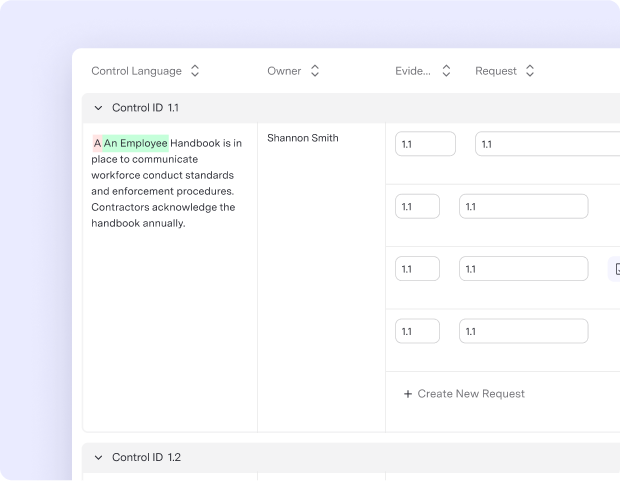 Control Language
Owner
Evide...
Request
Control ID 1.1
A An Employee Handbook is in
place to communicate
workforce conduct standards
and enforcement procedures.
Contractors acknowledge the
handbook annually.
Shannon Smith
1.1
1.1
1.1
1.1
1.1
1.1
1.1
1.1
+ Create New Request
Control ID 1.2